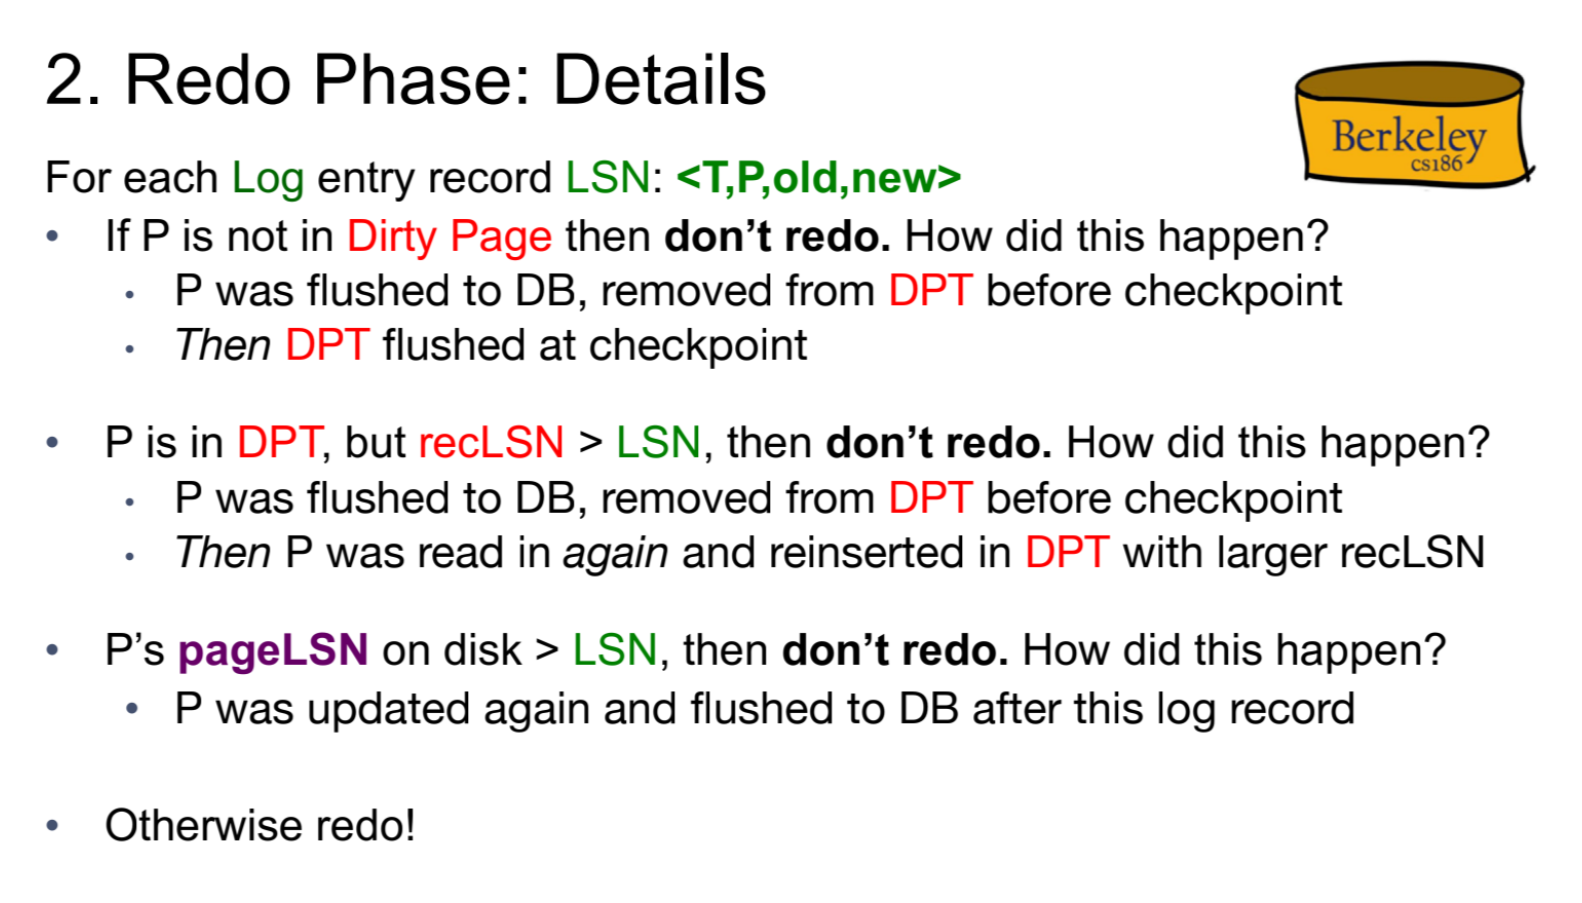 2. Redo Phase: Details
Berkeley
cs186
For each Log entry record LSN: <T,P,old,new>
• If P is not in Dirty Page then don't redo. How did this happen?
• P was flushed to DB, removed from DPT before checkpoint
• Then DPT flushed at checkpoint
• P is in DPT, but recLSN > LSN, then don't redo. How did this happen?
• P was flushed to DB, removed from DPT before checkpoint
• Then P was read in again and reinserted in DPT with larger recLSN
• P's pageLSN on disk > LSN, then don't redo. How did this happen?
• P was updated again and flushed to DB after this log record
• Otherwise redo!